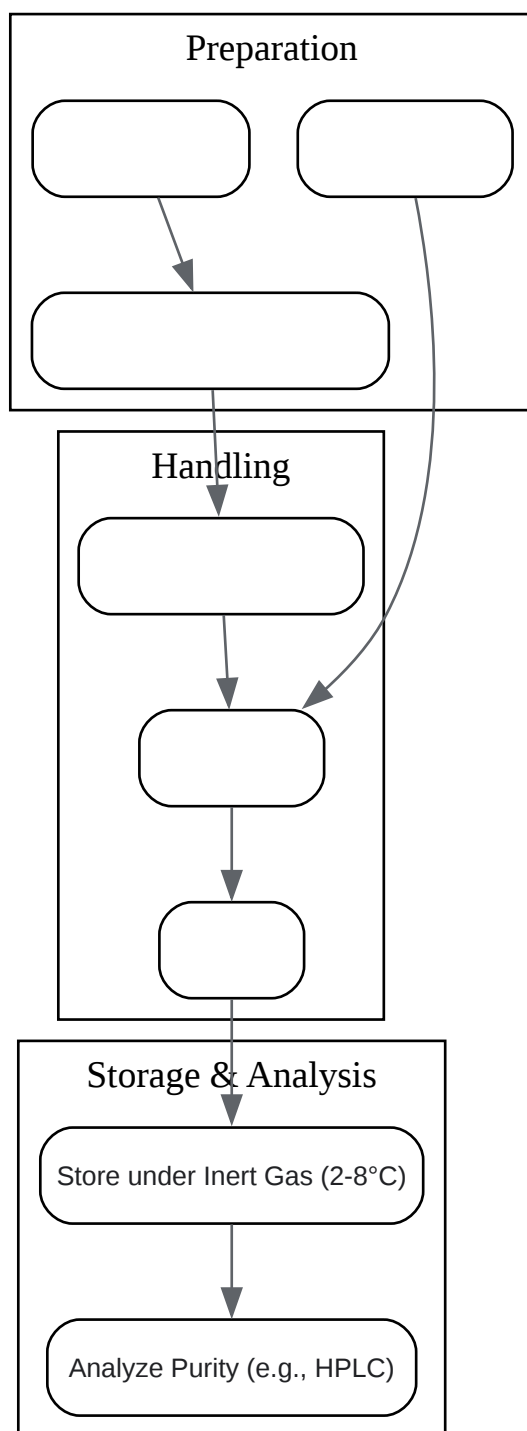 Preparation
Handling
Storage & Analysis
Store under Inert Gas (2-8°C)
Analyze Purity (e.g., HPLC)